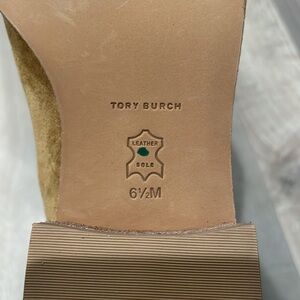 TORY BURCH
LEATHER
SOLE
6½M